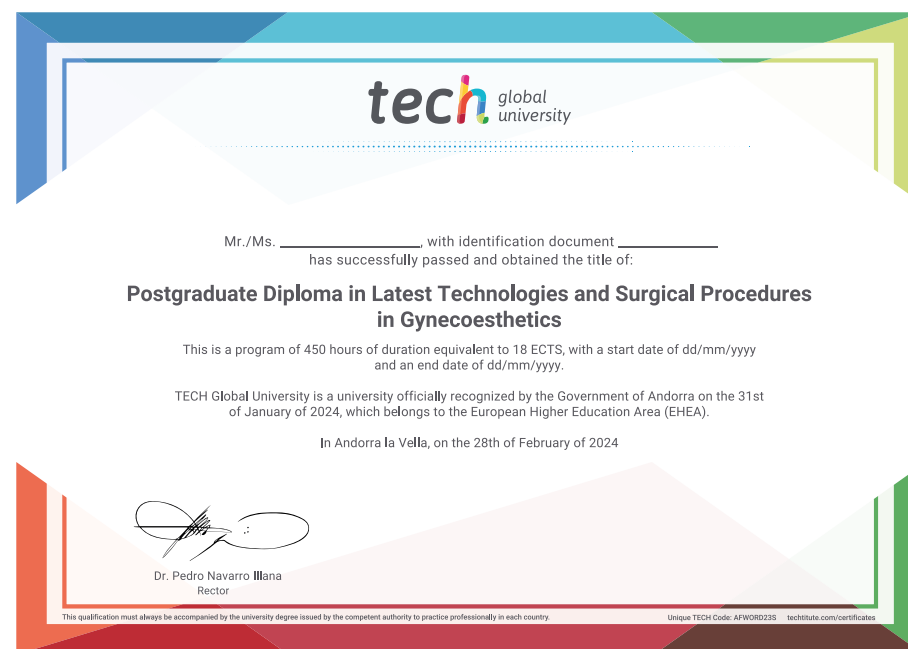 tech global university
Mr./Ms. ____________________, with identification document ______________
has successfully passed and obtained the title of:
Postgraduate Diploma in Latest Technologies and Surgical Procedures
in Gynecoesthetics
This is a program of 450 hours of duration equivalent to 18 ECTS, with a start date of dd/mm/yyyy
and an end date of dd/mm/yyyy.
TECH Global University is a university officially recognized by the Government of Andorra on the 31st
of January of 2024, which belongs to the European Higher Education Area (EHEA).
In Andorra la Vella, on the 28th of February of 2024
Dr. Pedro Navarro Illana
Rector
This qualification must always be accompanied by the university degree issued by the competent authority to practice professionally in each country.
Unique TECH Code: AFWORD23S techtitute.com/certificates